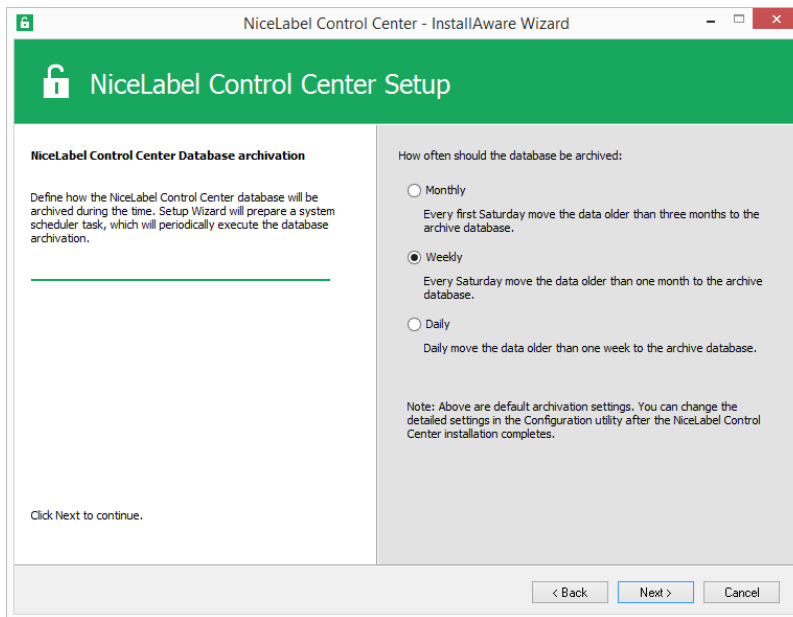 NiceLabel Control Center - InstallAware Wizard
NiceLabel Control Center Setup
NiceLabel Control Center Database archivation
Define how the NiceLabel Control Center database will be
archived during the time. Setup Wizard will prepare a system
scheduler task, which will periodically execute the database
archivation.
Click Next to continue.
How often should the database be archived:
Monthly
Every first Saturday move the data older than three months to the
archive database.
Weekly
Every Saturday move the data older than one month to the archive
database.
Daily
Daily move the data older than one week to the archive database.
Note: Above are default archivation settings. You can change the
detailed settings in the Configuration utility after the NiceLabel Control
Center installation completes.
< Back
Next >
Cancel